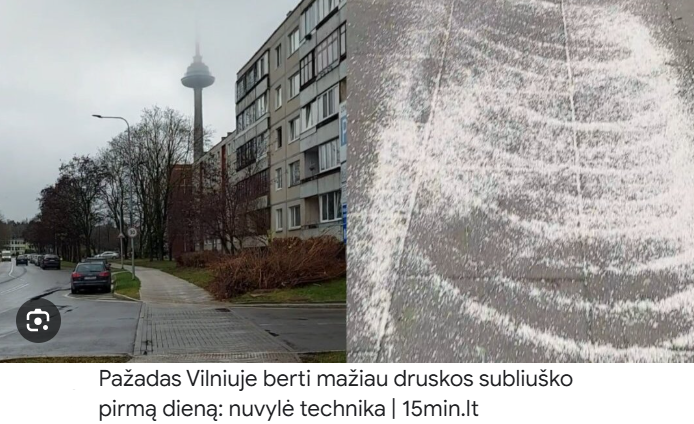 Pažadas Vilniuje berti mažiau druskos subliuško
pirmą dieną: nuvylė technika | 15min.lt